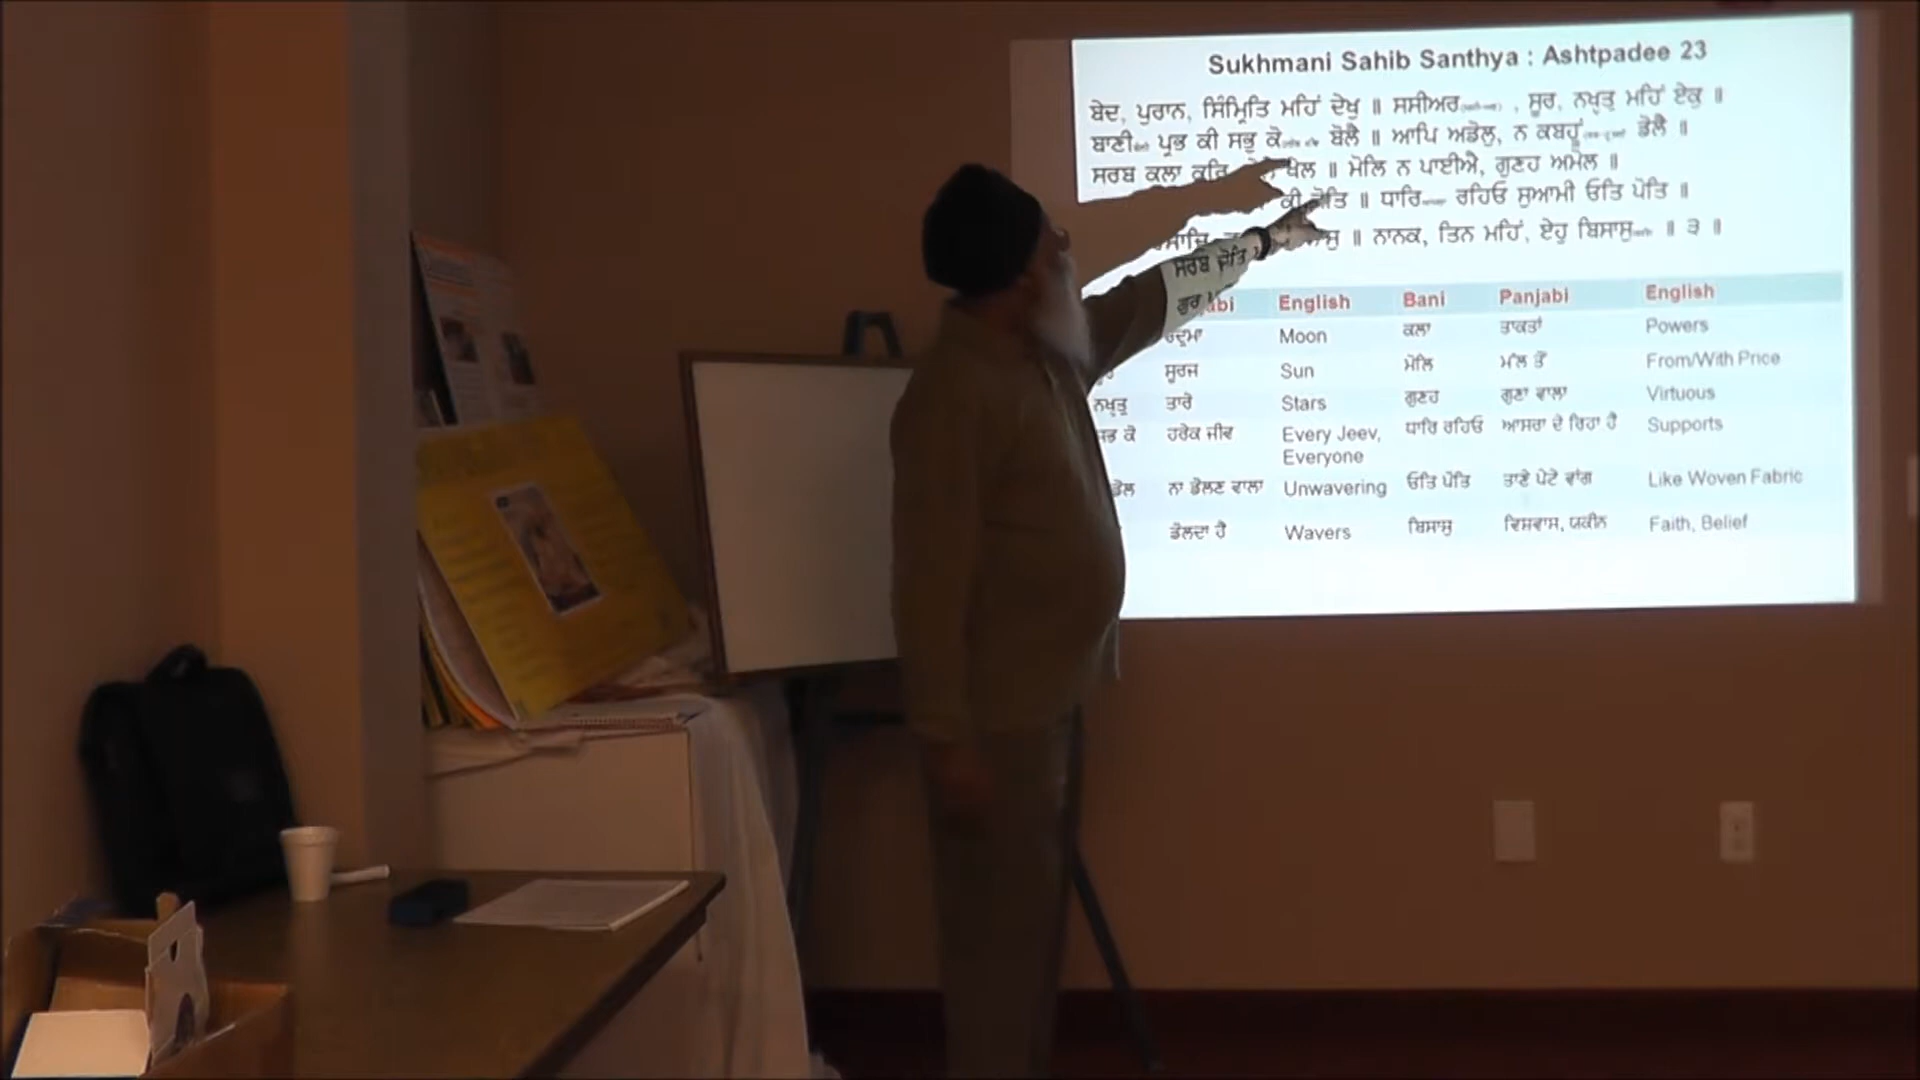 Sukhmani Sahib Santhya : Ashtpadee 23
ਬੇਦ, ਪੁਰਾਨ, ਸਿੰਮ੍ਰਿਤਿ ਮਹਿਂ ਦੇਖੁ ॥ ਸਸੀਅਰ , ਸੂਰ, ਨਖੵਤ੍ਰੁ ਮਹਿਂ ਏਕੁ ॥
ਬਾਣੀ ਪ੍ਰਭ ਕੀ ਸਭੁ ਕੋ ਬੋਲੈ ॥ ਆਪਿ ਅਡੋਲੁ, ਨ ਕਬਹੂੰ ਡੋਲੈ ॥
ਸਰਬ ਕਲਾ ਕਰਿ ਖੇਲ ॥ ਮੋਲਿ ਨ ਪਾਈਐ, ਗੁਣਹ ਅਮੋਲ ॥
ਸਰਬ ਜੋਤਿ ਕੀ ਜੋਤਿ ॥ ਧਾਰਿ ਰਹਿਓ ਸੁਆਮੀ ਓਤਿ ਪੋਤਿ ॥
ਗੁਰ ॥ ਨਾਨਕ, ਤਿਨ ਮਹਿਂ, ਏਹੁ ਬਿਸਾਸੁ ॥ ੩ ॥
English Bani Panjabi English
Moon ਕਲਾ ਤਾਕਤਾਂ Powers
ਸੂਰਜ Sun ਮੋਲਿ ਮੁੱਲ ਤੋਂ From/With Price
ਨਖੵਤ੍ਰੁ ਤਾਰੇ Stars ਗੁਣਹ ਗੁਣਾਂ ਵਾਲਾ Virtuous
ਕੋ ਹਰੇਕ ਜੀਵ Every Jeev, Everyone ਧਾਰਿ ਰਹਿਓ ਆਸਰਾ ਦੇ ਰਿਹਾ ਹੈ Supports
ਨਾ ਡੋਲਣ ਵਾਲਾ Unwavering ਓਤਿ ਪੋਤਿ ਤਾਣੇ ਪੇਟੇ ਵਾਂਗ Like Woven Fabric
ਡੋਲਦਾ ਹੈ Wavers ਬਿਸਾਸੁ ਵਿਸ਼ਵਾਸ, ਯਕੀਨ Faith, Belief